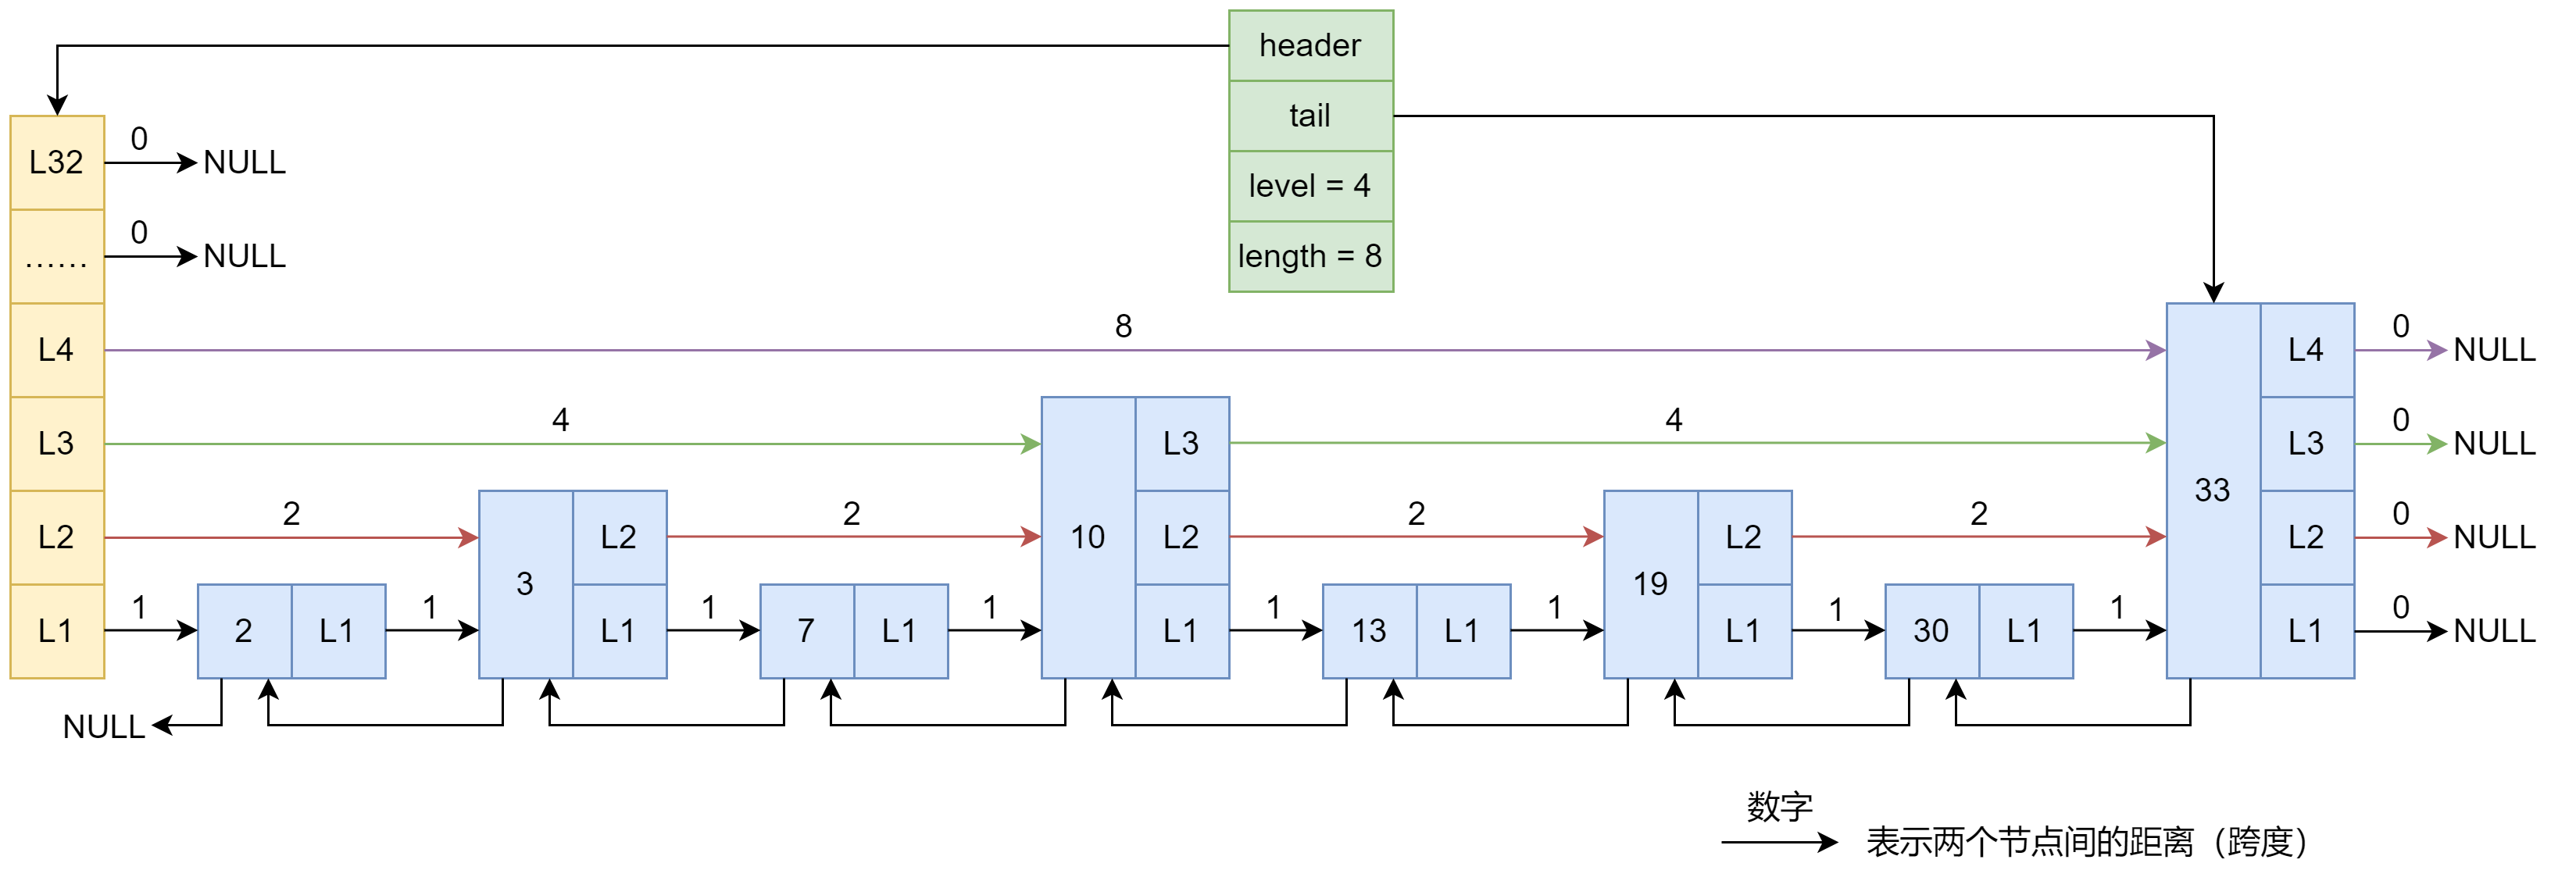 header
tail
level = 4
length = 8
L32
0
NULL
……
0
NULL
L4
8
L4
0
NULL
L3
4
L3
4
L3
0
NULL
L2
2
L2
2
L2
2
L2
2
L2
0
NULL
L1
1
2
L1
1
3
L1
1
7
L1
1
10
L1
1
13
L1
1
19
L1
1
30
L1
1
33
L1
0
NULL
NULL
数字
表示两个节点间的距离（跨度）